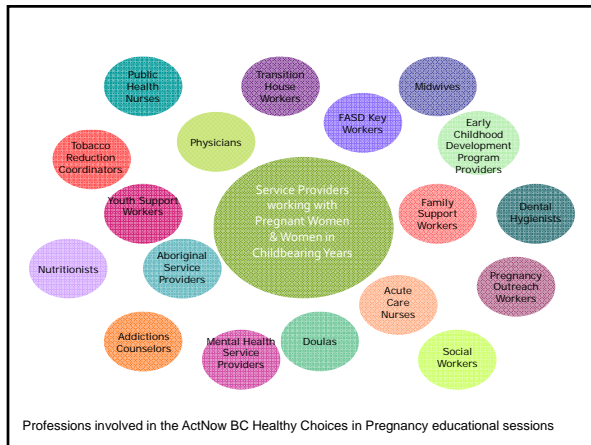 Public
Health
Nurses
Transition
House
Workers
Midwives
Physicians
FASD Key
Workers
Early
Childhood
Development
Program
Providers
Tobacco
Reduction
Coordinators
Youth Support
Workers
Service Providers
working with
Pregnant Women
& Women in
Childbearing Years
Family
Support
Workers
Dental
Hygienists
Nutritionists
Aboriginal
Service
Providers
Acute
Care
Nurses
Pregnancy
Outreach
Workers
Addictions
Counselors
Mental Health
Service
Providers
Doulas
Social
Workers
Professions involved in the ActNow BC Healthy Choices in Pregnancy educational sessions